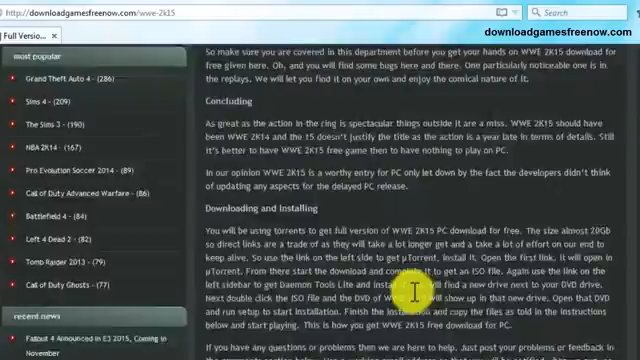 http://downloadgamesfreenow.com/wwe-2k15
Search
downloadgamesfreenow.com
| Full Versio...
most popular
Grand Theft Auto 4 - (286)
Sims 4 - (209)
The Sims 3 - (190)
NBA 2K14 - (167)
Pro Evolution Soccer 2014 - (89)
Call of Duty Advanced Warfare - (86)
Battlefield 4 - (84)
Left 4 Dead 2 - (82)
Tomb Raider 2013 - (79)
Call of Duty Ghosts - (77)
recent news
Fallout 4 Announced in E3 2015, Coming in
November
So make sure you are covered in this department before you get your hands on WWE 2K15 download for
free given here. Oh, and you will find some bugs here and there. One particularly noticeable one is in
the replays. We will let you find it on your own and enjoy the comical nature of it.
Concluding
As great as the action in the ring is spectacular things outside it are a miss. WWE 2K15 should have
been WWE 2K14 and the 15 doesn't justify the title as the action is a year late in terms of details. Still
it's better to have WWE 2K15 free game then to have nothing to play on PC.
In our opinion WWE 2K15 is a worthy entry for PC only let down by the fact the developers didn't think
of updating any aspects for the delayed PC release.
Downloading and Installing
You will be using torrents to get full version of WWE 2K15 PC download for free. The size almost 20Gb
so direct links are a trade of as they will take a lot longer get and a take a lot of effort on our end to
keep alive. So use the link on the left side to get µTorrent, install it. Open the first link. It will open in
µTorrent. From there start the download and complete it to get an ISO file. Again use the link on the
left sidebar to get Daemon Tools Lite and install will find a new drive next to your DVD drive.
Next double click the ISO file and the DVD of will show up in that new drive. Open that DVD
and run setup to start installation. Finish the installation and copy the files as told in the instructions
below and start playing. This is how you get WWE 2K15 free download for PC.
If you have any questions or problems then we are here to help. Just post your problems or feedback in